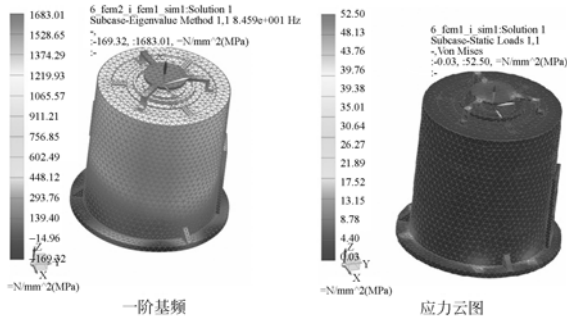 1683.01
1528.65
1374.29
1219.93
1065.57
911.21
756.85
602.49
448.12
293.76
139.40
-14.96
-169.32
Z
Y
X
=N/mm^2(MPa)
6_fem2_i_fem1_sim1:Solution 1
Subcase-Eigenvalue Method 1,1 8.459e+001 Hz
-,
:-169.32, :1683.01, =N/mm^2(MPa)
:-
一阶基频
52.50
48.13
43.76
39.38
35.01
30.64
26.27
21.89
17.52
13.15
8.78
4.40
0.03
Z
Y
X
=N/mm^2(MPa)
6_fem1_i_sim1:Solution 1
Subcase-Static Loads 1,1
-,Von Mises
:-0.03, :52.50, =N/mm^2(MPa)
:-
应力云图